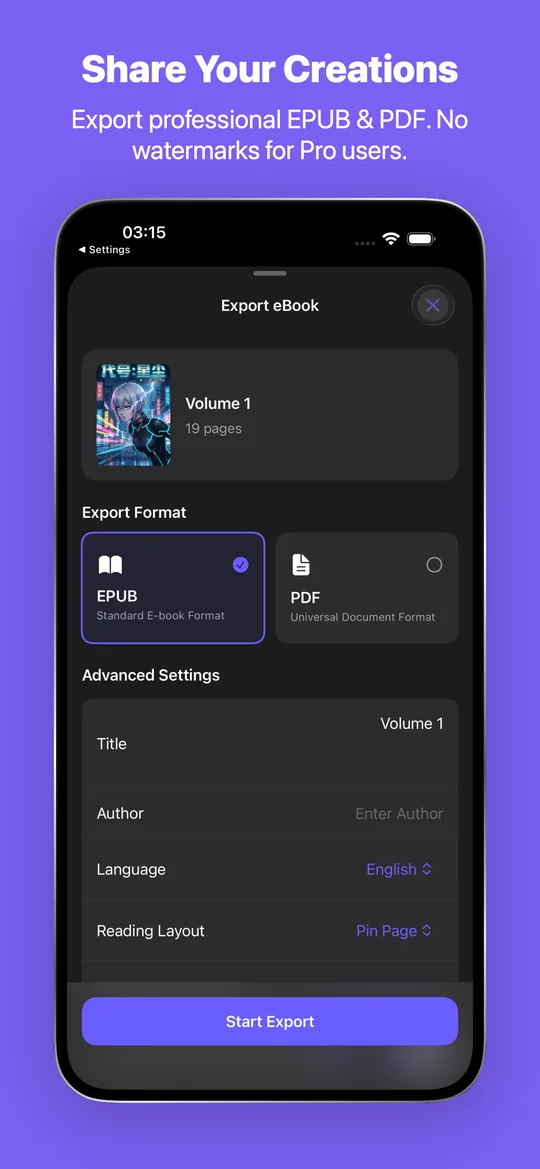 Share Your Creations
Export professional EPUB & PDF. No
watermarks for Pro users.
03:15
◀ Settings
Export eBook
代号:星尘
Volume 1
19 pages
Export Format
EPUB
Standard E-book Format
PDF
Universal Document Format
Advanced Settings
Volume 1
Title
Author
Enter Author
Language
English
Reading Layout
Pin Page
Start Export